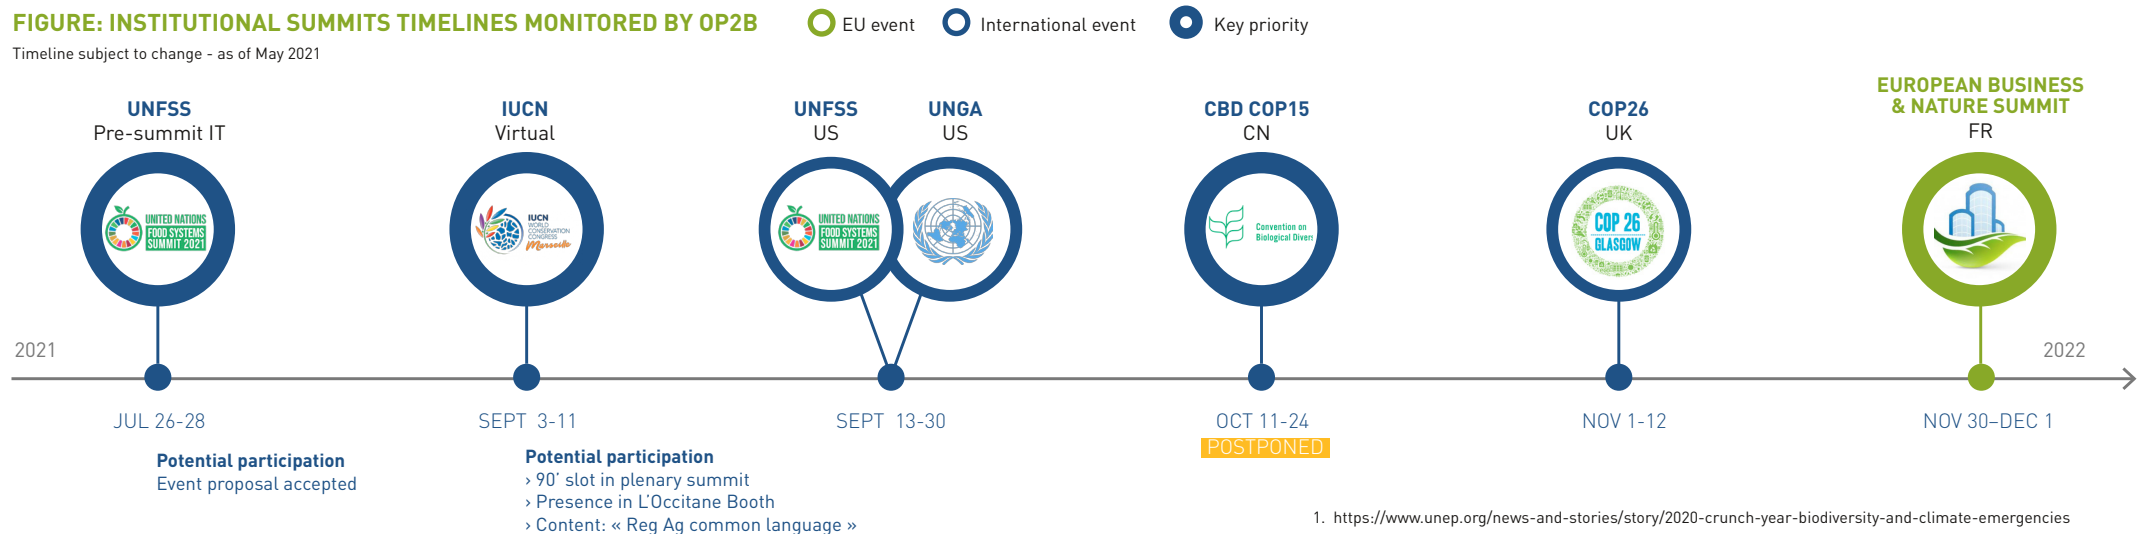 FIGURE: INSTITUTIONAL SUMMITS TIMELINES MONITORED BY OP2B
EU event
International event
Key priority
Timeline subject to change - as of May 2021
UNFSS
Pre-summit IT
UNITED NATIONS
FOOD SYSTEMS
SUMMIT 2021
IUCN
Virtual
IUCN
WORLD
CONSERVATION
CONGRESS
Marseille
UNFSS
US
UNITED NATIONS
FOOD SYSTEMS
SUMMIT 2021
UNGA
US
CBD COP15
CN
Convention on
Biological Divers
COP26
UK
COP 26
GLASGOW
EUROPEAN BUSINESS
& NATURE SUMMIT
FR
2021
2022
JUL 26-28
SEPT 3-11
SEPT 13-30
OCT 11-24
POSTPONED
NOV 1-12
NOV 30–DEC 1
Potential participation
Event proposal accepted
Potential participation
› 90’ slot in plenary summit
› Presence in L’Occitane Booth
› Content: « Reg Ag common language »
1. https://www.unep.org/news-and-stories/story/2020-crunch-year-biodiversity-and-climate-emergencies